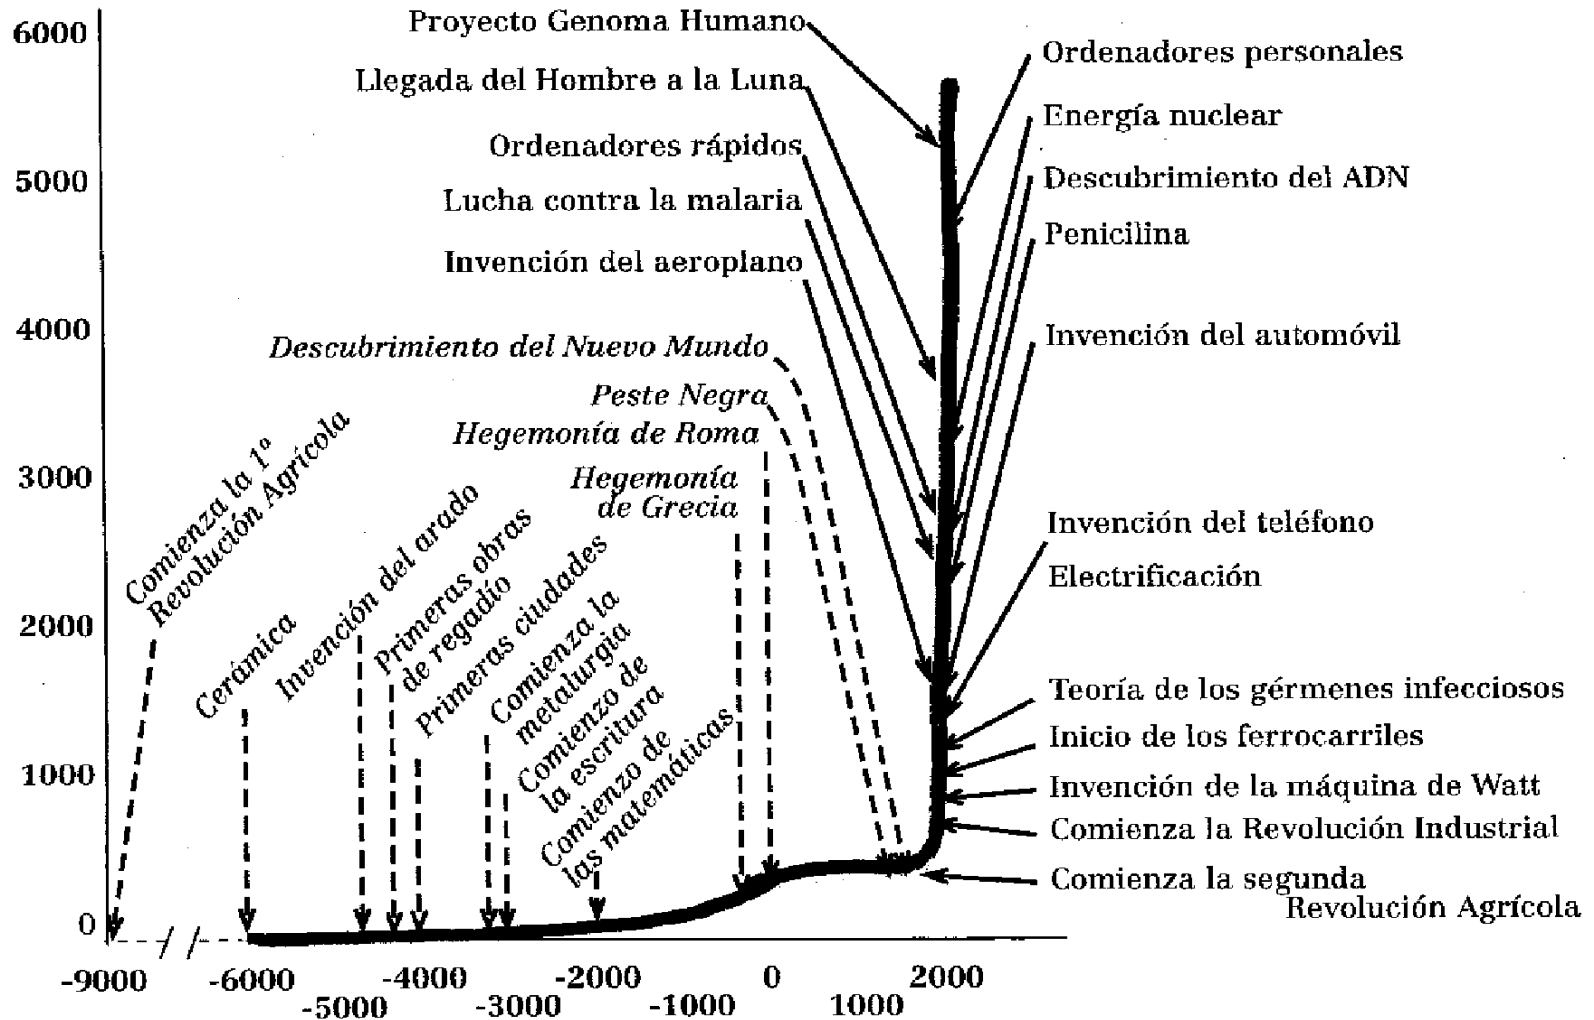 6000
5000
4000
3000
2000
1000
0
Proyecto Genoma Humano
Llegada del Hombre a la Luna
Ordenadores rápidos
Lucha contra la malaria
Invención del aeroplano
Descubrimiento del Nuevo Mundo
Peste Negra
Hegemonía de Roma
Hegemonía
de Grecia
Comienza la 1º
Revolución Agrícola
Cerámica
Invención del arado
Primeras obras
de regadío
Primeras ciudades
Comienza la
metalurgia
Comienzo de
la escritura
Comienzo de
las matemáticas
Ordenadores personales
Energía nuclear
Descubrimiento del ADN
Penicilina
Invención del automóvil
Invención del teléfono
Electrificación
Teoría de los gérmenes infecciosos
Inicio de los ferrocarriles
Invención de la máquina de Watt
Comienza la Revolución Industrial
Comienza la segunda
Revolución Agrícola
-9000 -6000 -4000 -2000 0 2000
-5000 -3000 -1000 1000